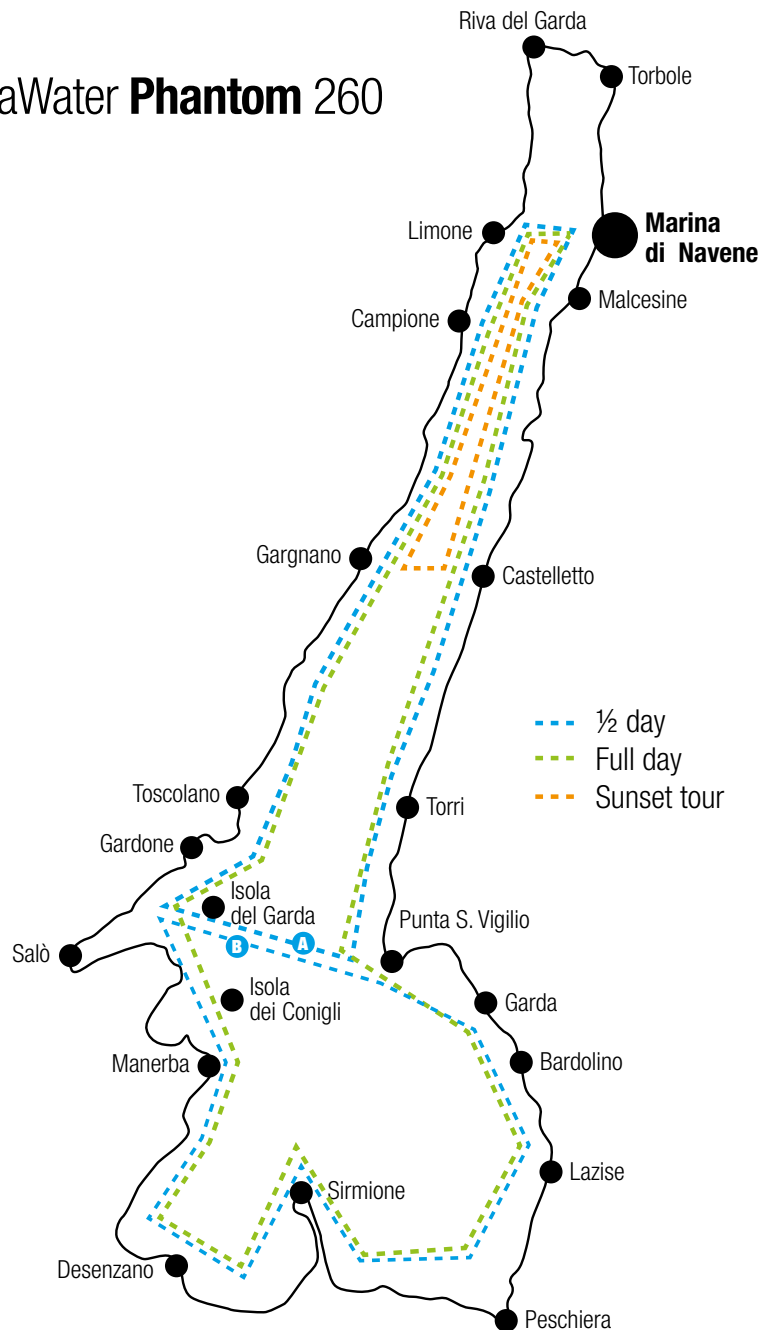 Riva del Garda
Torbole
aWater Phantom 260
Limone
Marina
di Navene
Malcesine
Campione
Gargnano
Castelletto
½ day
Full day
Sunset tour
Toscolano
Torri
Gardone
Isola
del Garda
Punta S. Vigilio
A
B
Salò
Isola
dei Conigli
Garda
Manerba
Bardolino
Lazise
Sirmione
Desenzano
Peschiera